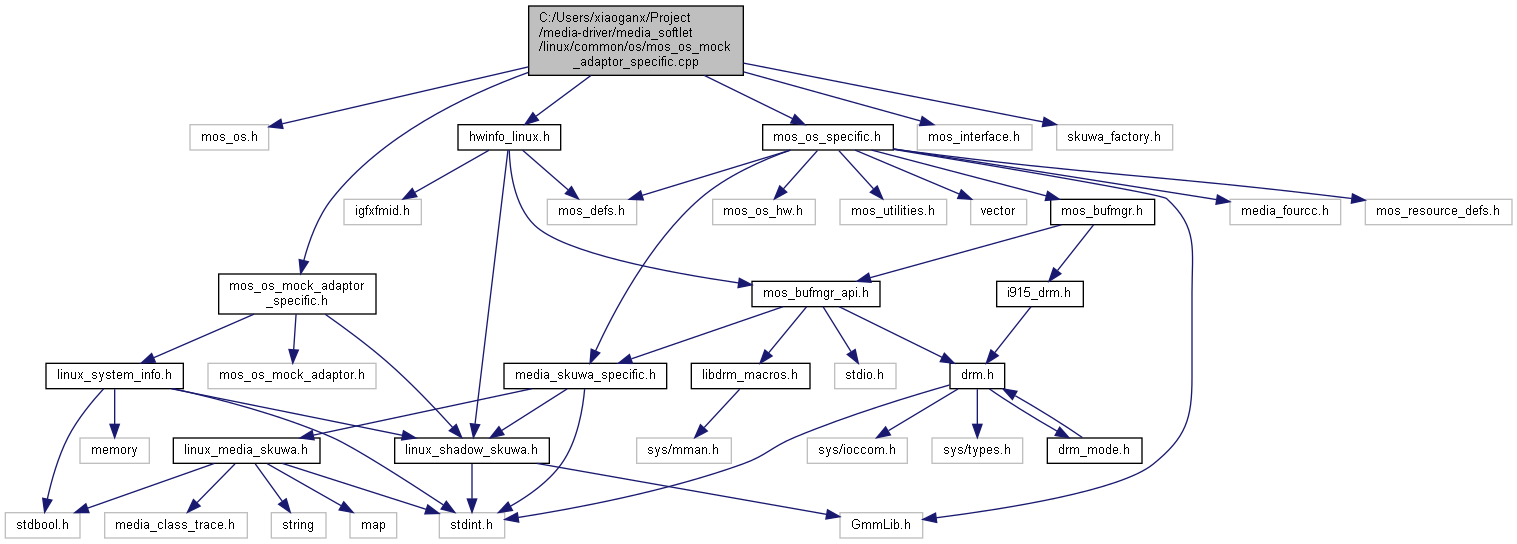 C:/Users/xiaoganx/Project
/media-driver/media_softlet
/linux/common/os/mos_os_mock
_adaptor_specific.cpp
mos_os.h
hwinfo_linux.h
mos_os_specific.h
mos_interface.h
skuwa_factory.h
igfxfmid.h
mos_defs.h
mos_os_hw.h
mos_utilities.h
vector
mos_bufmgr.h
media_fourcc.h
mos_resource_defs.h
mos_os_mock_adaptor
_specific.h
mos_bufmgr_api.h
i915_drm.h
linux_system_info.h
mos_os_mock_adaptor.h
media_skuwa_specific.h
libdrm_macros.h
stdio.h
drm.h
memory
linux_media_skuwa.h
linux_shadow_skuwa.h
sys/mman.h
sys/ioccom.h
sys/types.h
drm_mode.h
stdbool.h
media_class_trace.h
string
map
stdint.h
GmmLib.h